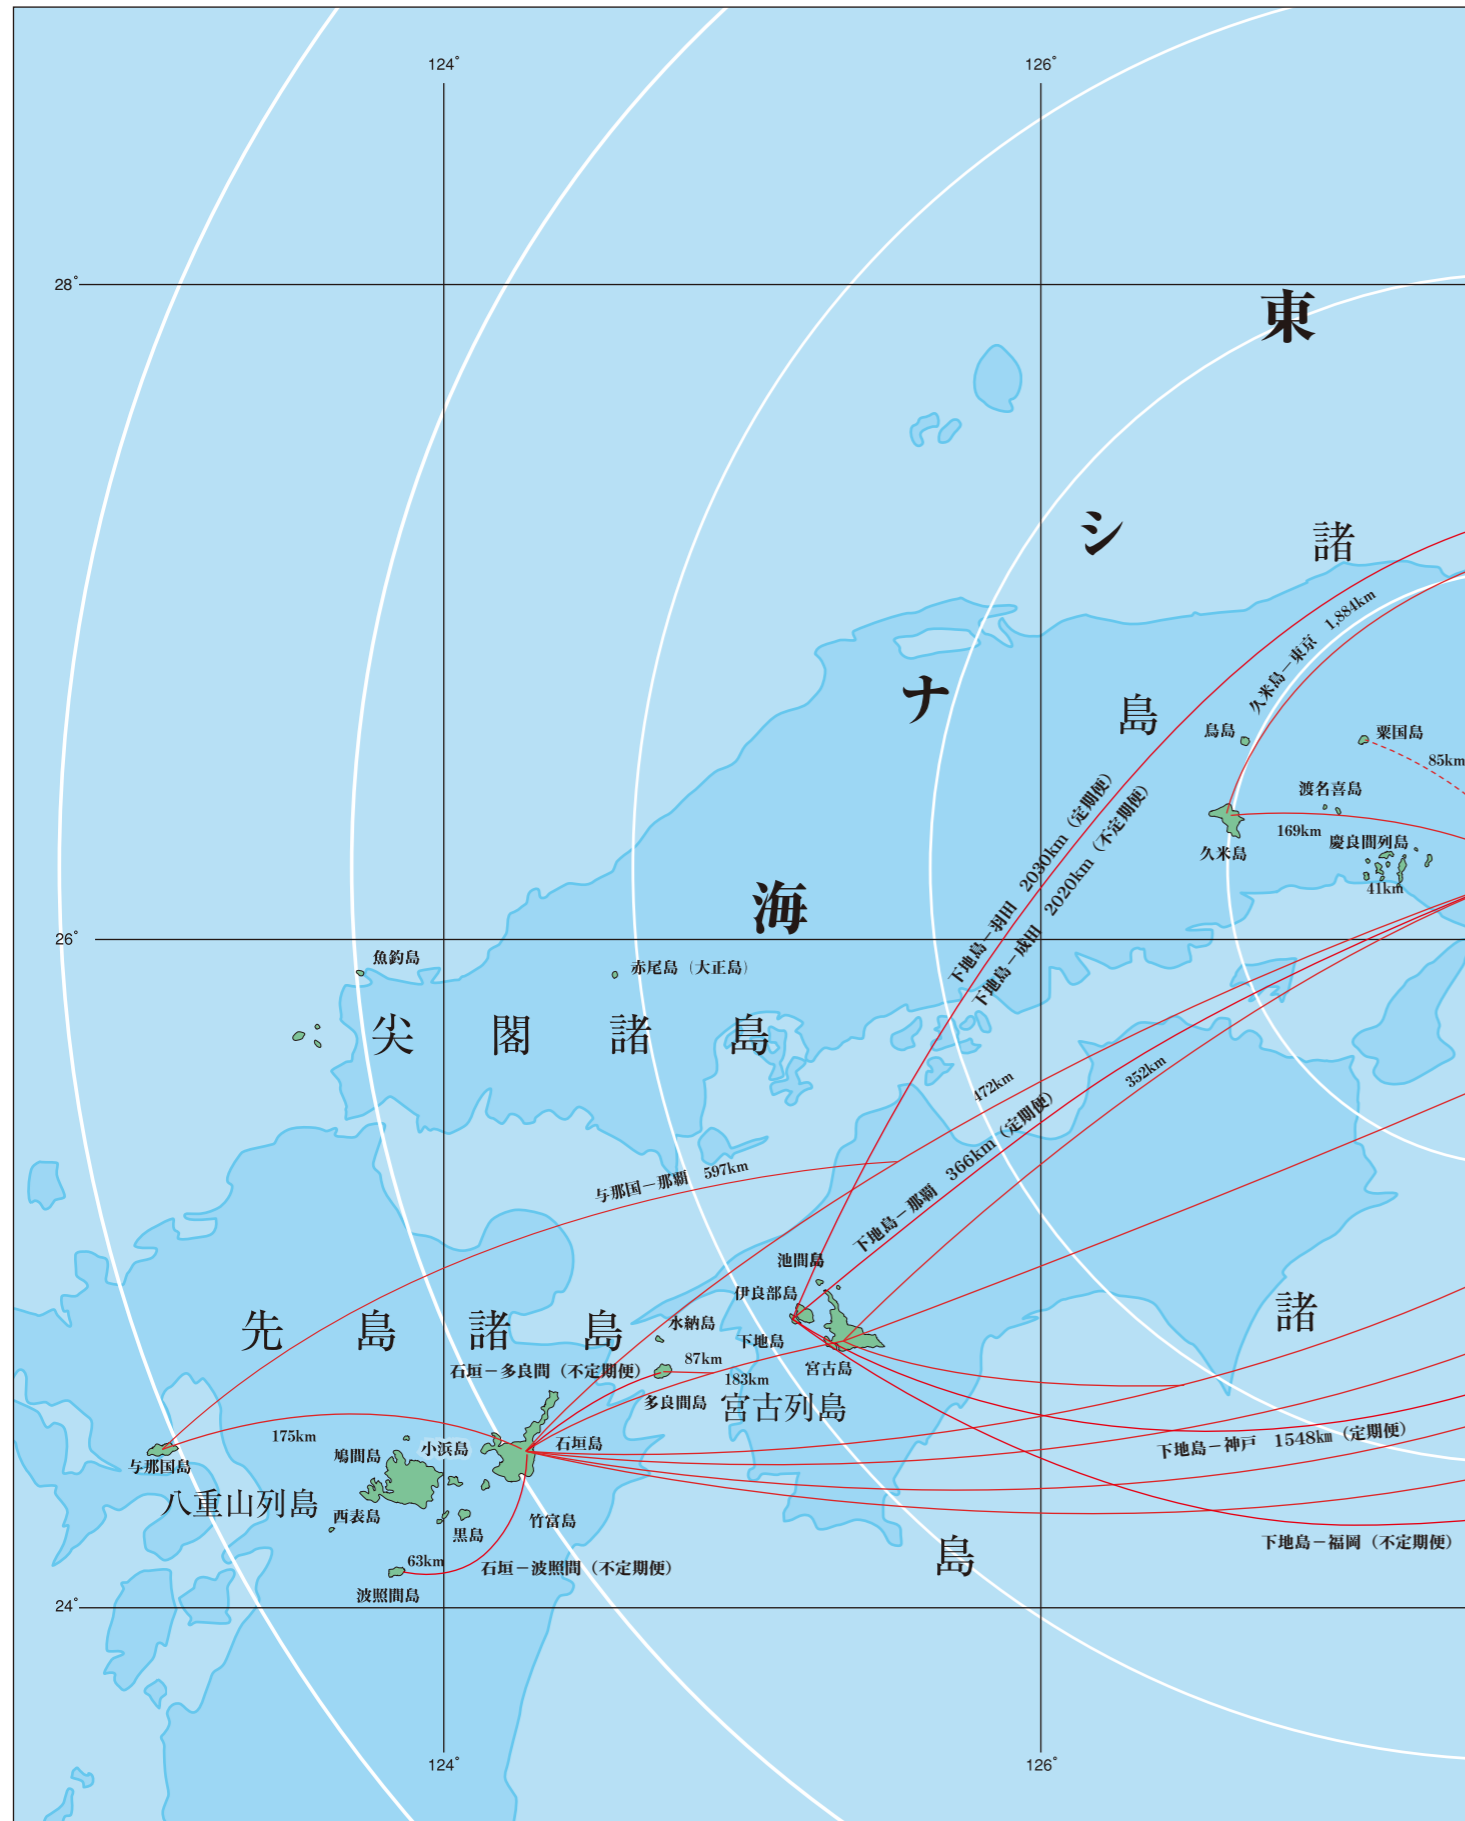 124°
126°
28°
東
シ
ナ
海
諸
島
久米島－東京 1,884km
鳥島
粟国島
85km
渡名喜島
169km
慶良間列島
久米島
41km
下地島－羽田 2030km（定期便）
下地島－成田 2020km（不定期便）
26°
魚釣島
赤尾島（大正島）
尖閣諸島
472km
352km
与那国－那覇 597km
下地島－那覇 366km（定期便）
池間島
伊良部島
先島諸島
水納島
下地島
宮古島
87km
石垣－多良間（不定期便）
183km
多良間島
宮古列島
諸
島
175km
小浜島
石垣島
鳩間島
与那国島
八重山列島
西表島
黒島
竹富島
下地島－神戸 1548㎞（定期便）
下地島－福岡（不定期便）
63km
石垣－波照間（不定期便）
波照間島
24°
124°
126°